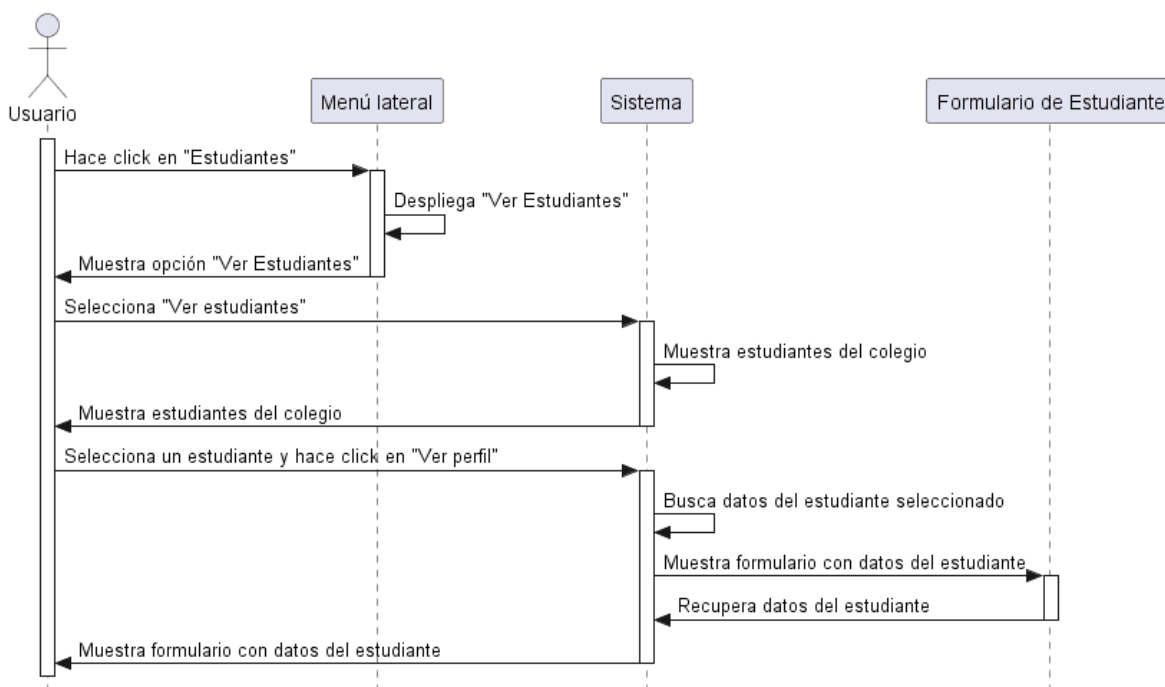 Usuario
Menú lateral
Sistema
Formulario de Estudiante
Hace click en "Estudiantes"
Despliega "Ver Estudiantes"
Muestra opción "Ver Estudiantes"
Selecciona "Ver estudiantes"
Muestra estudiantes del colegio
Muestra estudiantes del colegio
Selecciona un estudiante y hace click en "Ver perfil"
Busca datos del estudiante seleccionado
Muestra formulario con datos del estudiante
Recupera datos del estudiante
Muestra formulario con datos del estudiante